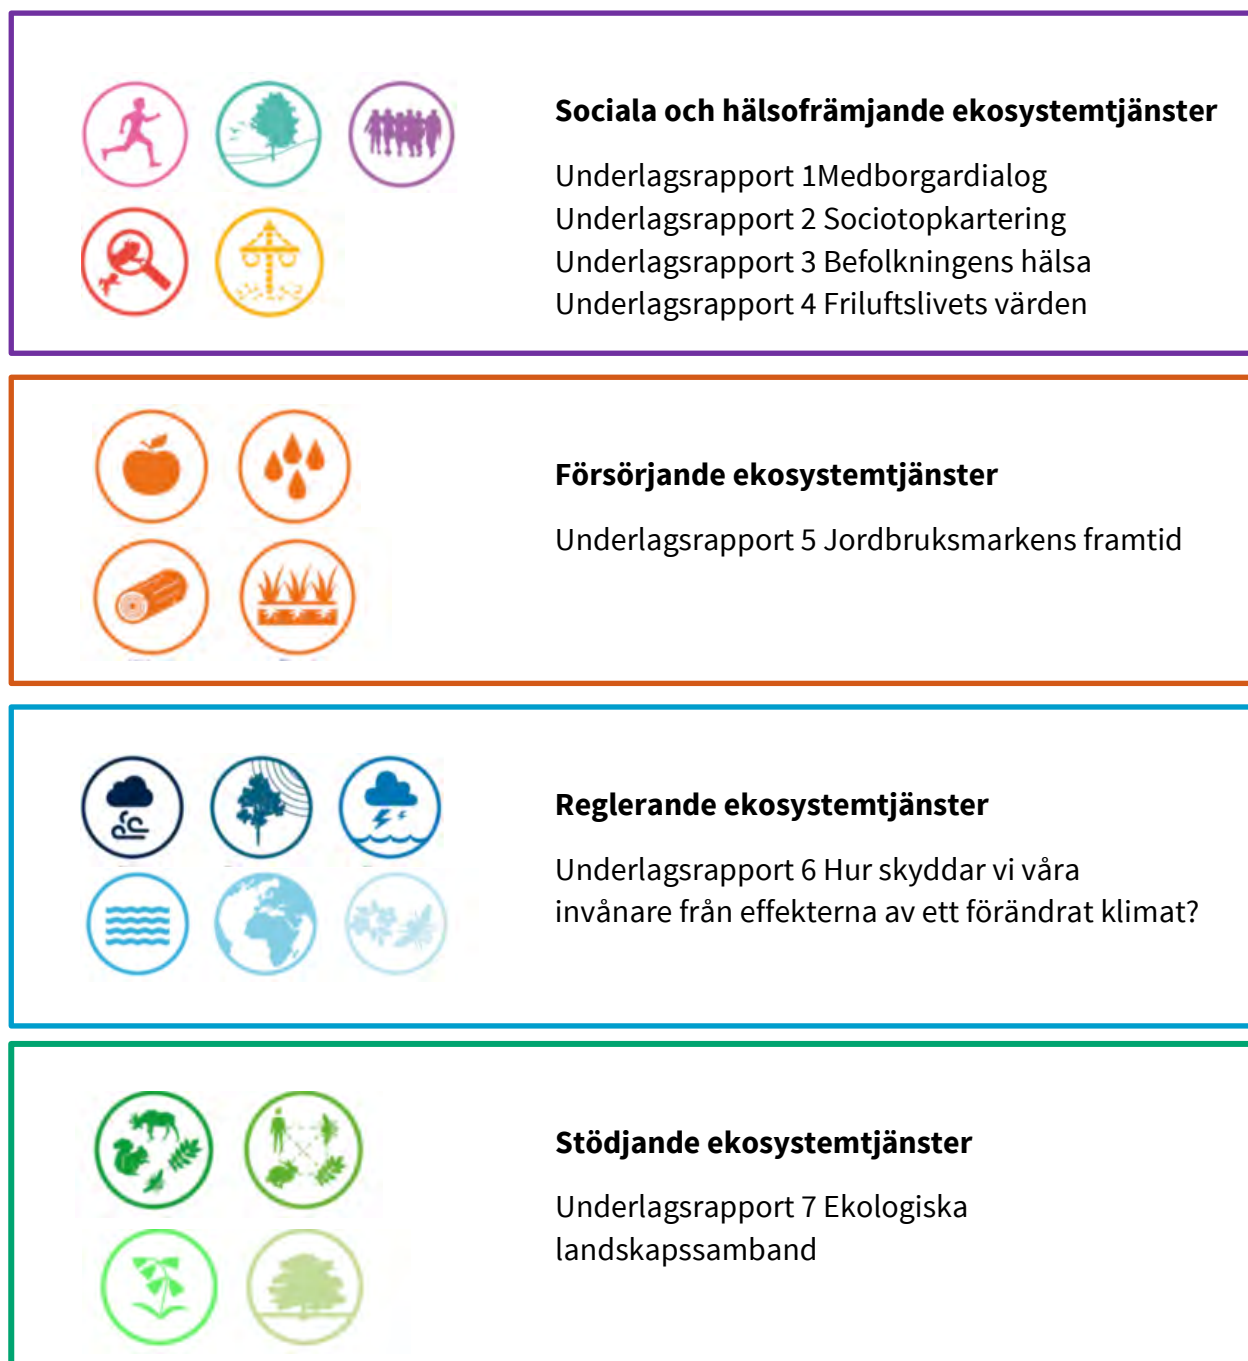 Sociala och hälsofrämjande ekosystemtjänster
Underlagsrapport 1Medborgardialog
Underlagsrapport 2 Sociotopkartering
Underlagsrapport 3 Befolkningens hälsa
Underlagsrapport 4 Friluftslivets värden
Försörjande ekosystemtjänster
Underlagsrapport 5 Jordbruksmarkens framtid
Reglerande ekosystemtjänster
Underlagsrapport 6 Hur skyddar vi våra
invånare från effekterna av ett förändrat klimat?
Stödjande ekosystemtjänster
Underlagsrapport 7 Ekologiska
landskapssamband